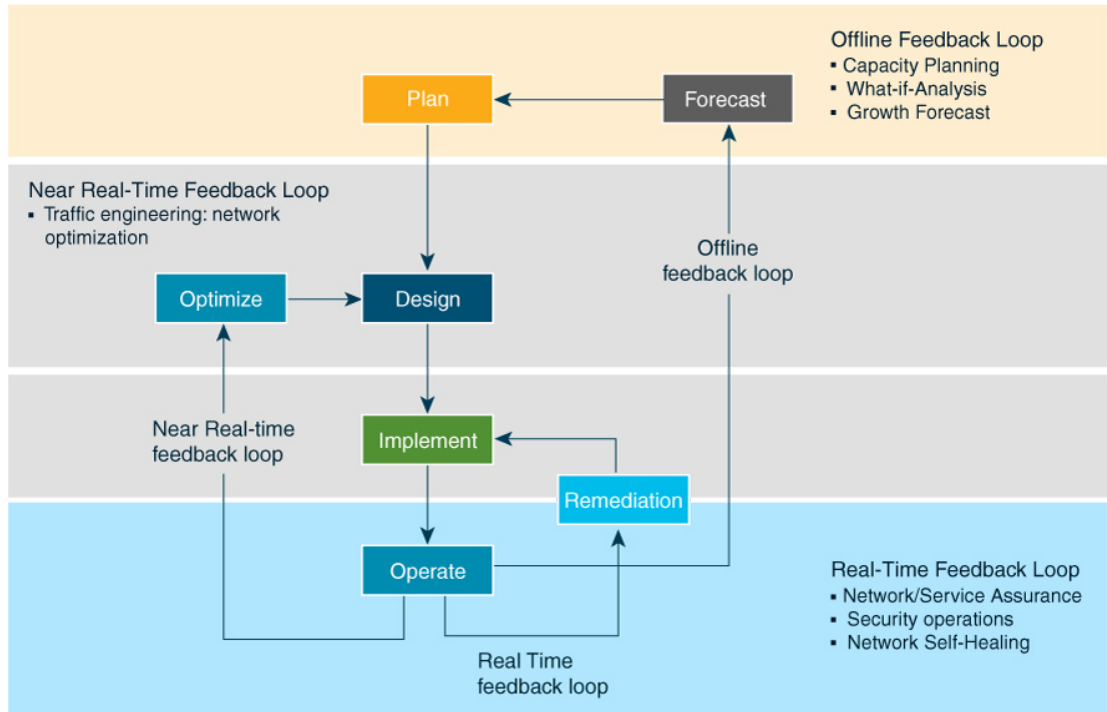 Offline Feedback Loop
▪ Capacity Planning
▪ What-if-Analysis
▪ Growth Forecast
Plan
Forecast
Near Real-Time Feedback Loop
▪ Traffic engineering: network
optimization
Offline
feedback loop
Optimize
Design
Near Real-time
feedback loop
Implement
Remediation
Operate
Real-Time Feedback Loop
▪ Network/Service Assurance
▪ Security operations
▪ Network Self-Healing
Real Time
feedback loop